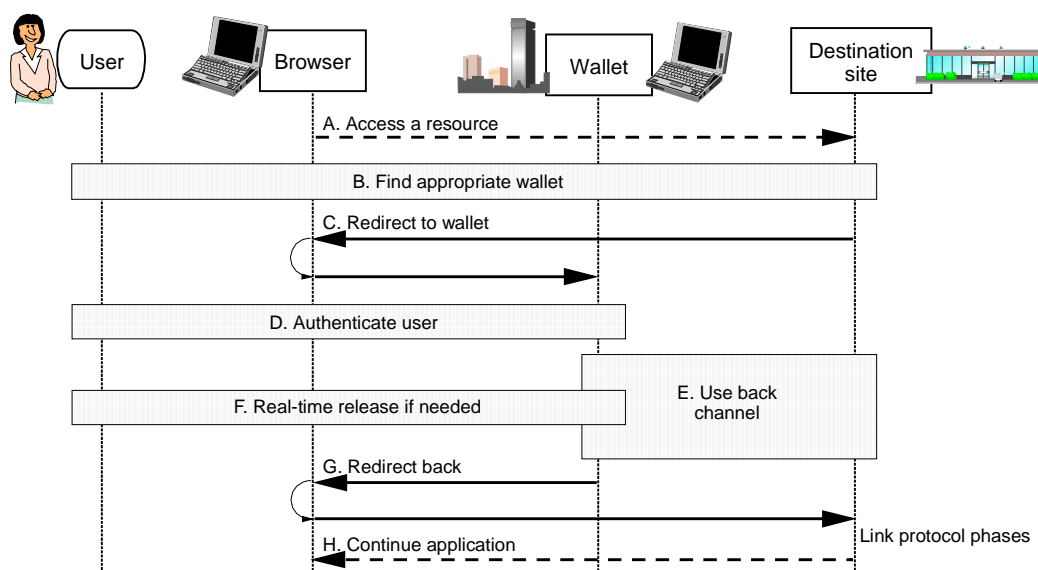 User
Browser
Wallet
Destination
site
A. Access a resource
B. Find appropriate wallet
C. Redirect to wallet
D. Authenticate user
E. Use back
channel
F. Real-time release if needed
G. Redirect back
Link protocol phases
H. Continue application